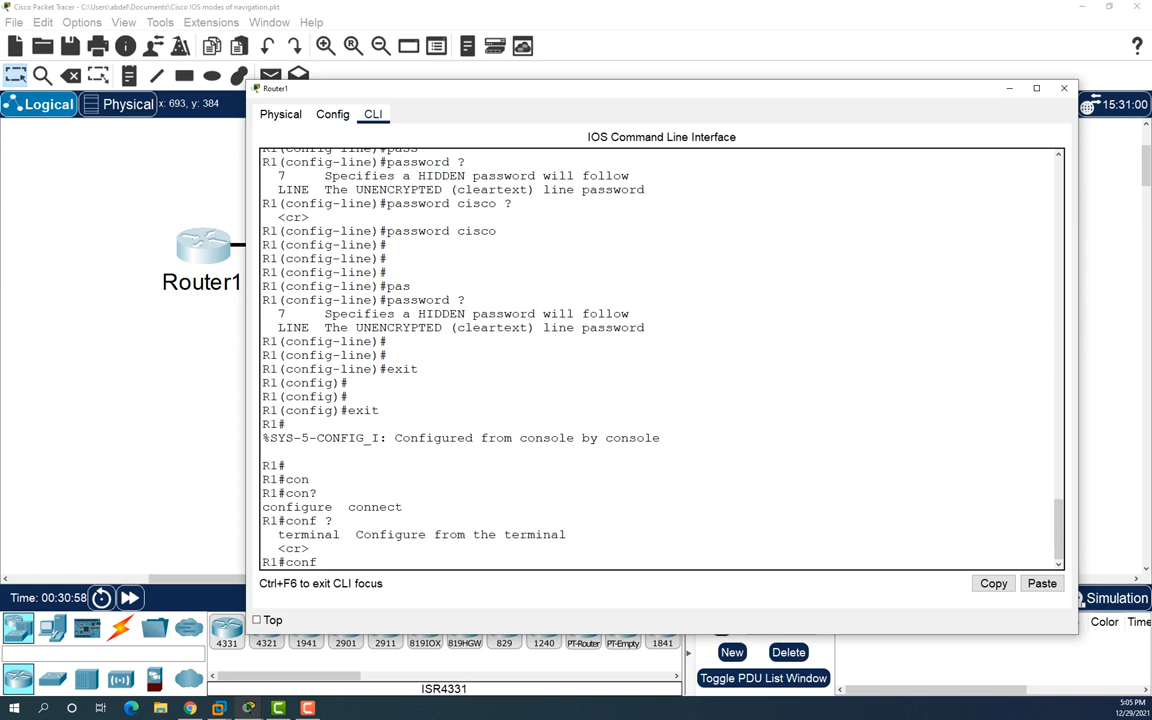 Cisco Packet Tracer - C:\Users\abdel\Documents\Cisco IOS modes of navigation.pkt
File Edit Options View Tools Extensions Window Help
Logical Physical x: 693, y: 384
15:31:00
Router1
Router1
Physical Config CLI
IOS Command Line Interface
R1(config-line)#pass
R1(config-line)#password ?
7 Specifies a HIDDEN password will follow
LINE The UNENCRYPTED (cleartext) line password
R1(config-line)#password cisco ?
<cr>
R1(config-line)#password cisco
R1(config-line)#
R1(config-line)#
R1(config-line)#
R1(config-line)#pas
R1(config-line)#password ?
7 Specifies a HIDDEN password will follow
LINE The UNENCRYPTED (cleartext) line password
R1(config-line)#
R1(config-line)#
R1(config-line)#exit
R1(config)#
R1(config)#
R1(config)#exit
R1#
%SYS-5-CONFIG_I: Configured from console by console
R1#
R1#con
R1#con?
configure connect
R1#conf ?
terminal Configure from the terminal
<cr>
R1#conf
Ctrl+F6 to exit CLI focus
Copy Paste
Top
Time: 00:30:58
Simulation
Color Time
4331 4321 1941 2901 2911 819IOX 819HGW 829 1240 PT-Router PT-Empty 1841
New Delete
Toggle PDU List Window
ISR4331
5:05 PM
12/29/2021